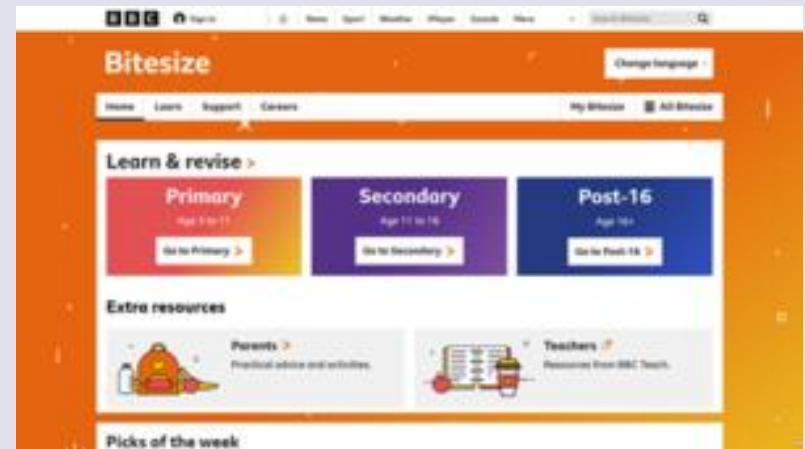 BBC Sign in Home News Sport Weather iPlayer Sounds More Search Bitesize
Bitesize
Change language
Home Learn Support Careers My Bitesize All Bitesize
Learn & revise >
Primary
Age 3 to 11
Go to Primary >
Secondary
Age 11 to 16
Go to Secondary >
Post-16
Age 16+
Go to Post-16 >
Extra resources
Parents >
Practical advice and activities.
Teachers
Resources from BBC Teach.
Picks of the week